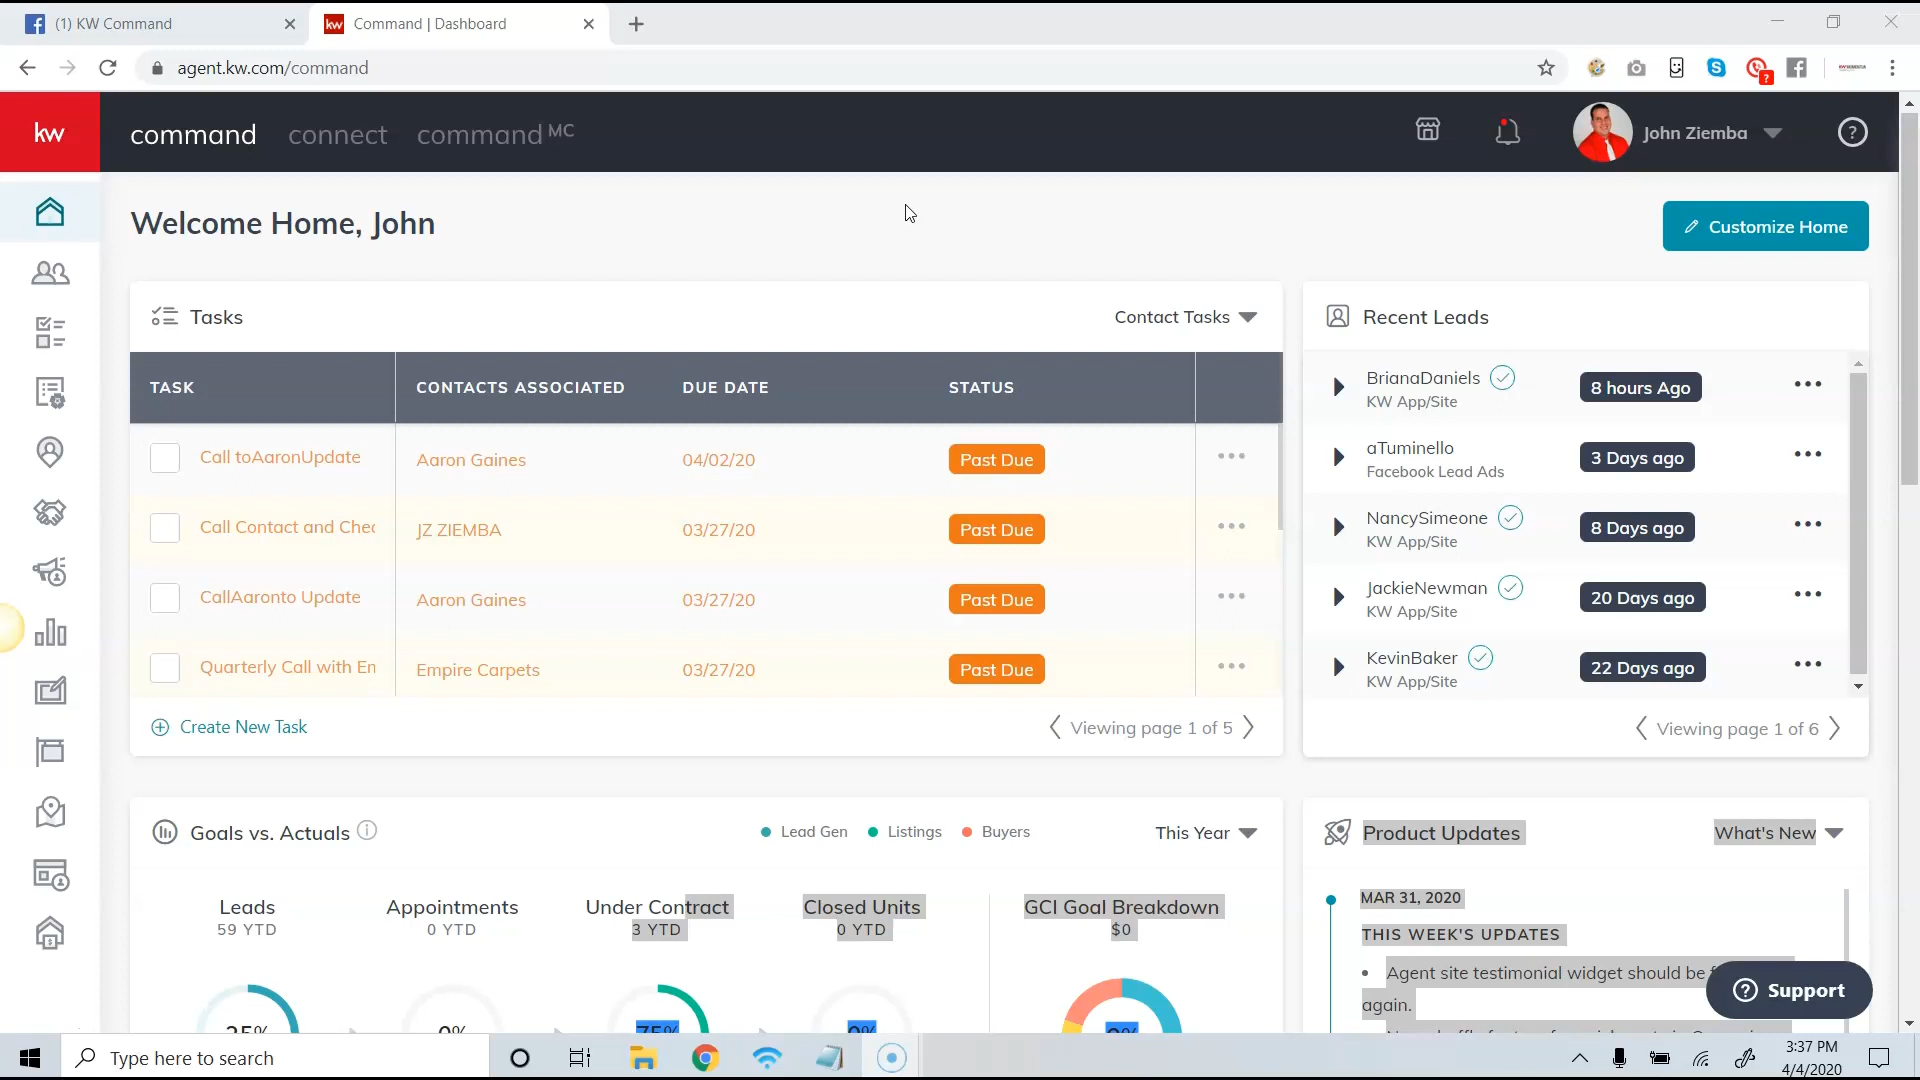 (1) KW Command
kw
Command | Dashboard
agent.kw.com/command
?
kw
command
connect
command MC
John Ziemba
?
Welcome Home, John
Customize Home
Tasks
Contact Tasks
TASK
CONTACTS ASSOCIATED
DUE DATE
STATUS
Call toAaronUpdate
Aaron Gaines
04/02/20
Past Due
Call Contact and Chec
JZ ZIEMBA
03/27/20
Past Due
CallAaronto Update
Aaron Gaines
03/27/20
Past Due
Quarterly Call with Em
Empire Carpets
03/27/20
Past Due
Create New Task
Viewing page 1 of 5
Recent Leads
BrianaDaniels
KW App/Site
8 hours Ago
aTuminello
Facebook Lead Ads
3 Days ago
NancySimeone
KW App/Site
8 Days ago
JackieNewman
KW App/Site
20 Days ago
KevinBaker
KW App/Site
22 Days ago
Viewing page 1 of 6
Goals vs. Actuals
Lead Gen
Listings
Buyers
This Year
Leads
59 YTD
Appointments
0 YTD
Under Contract
3 YTD
Closed Units
0 YTD
GCI Goal Breakdown
$0
0%
75%
0%
0%
Product Updates
What's New
MAR 31, 2020
THIS WEEK'S UPDATES
Agent site testimonial widget should be
again.
? Support
Type here to search
3:37 PM
4/4/2020